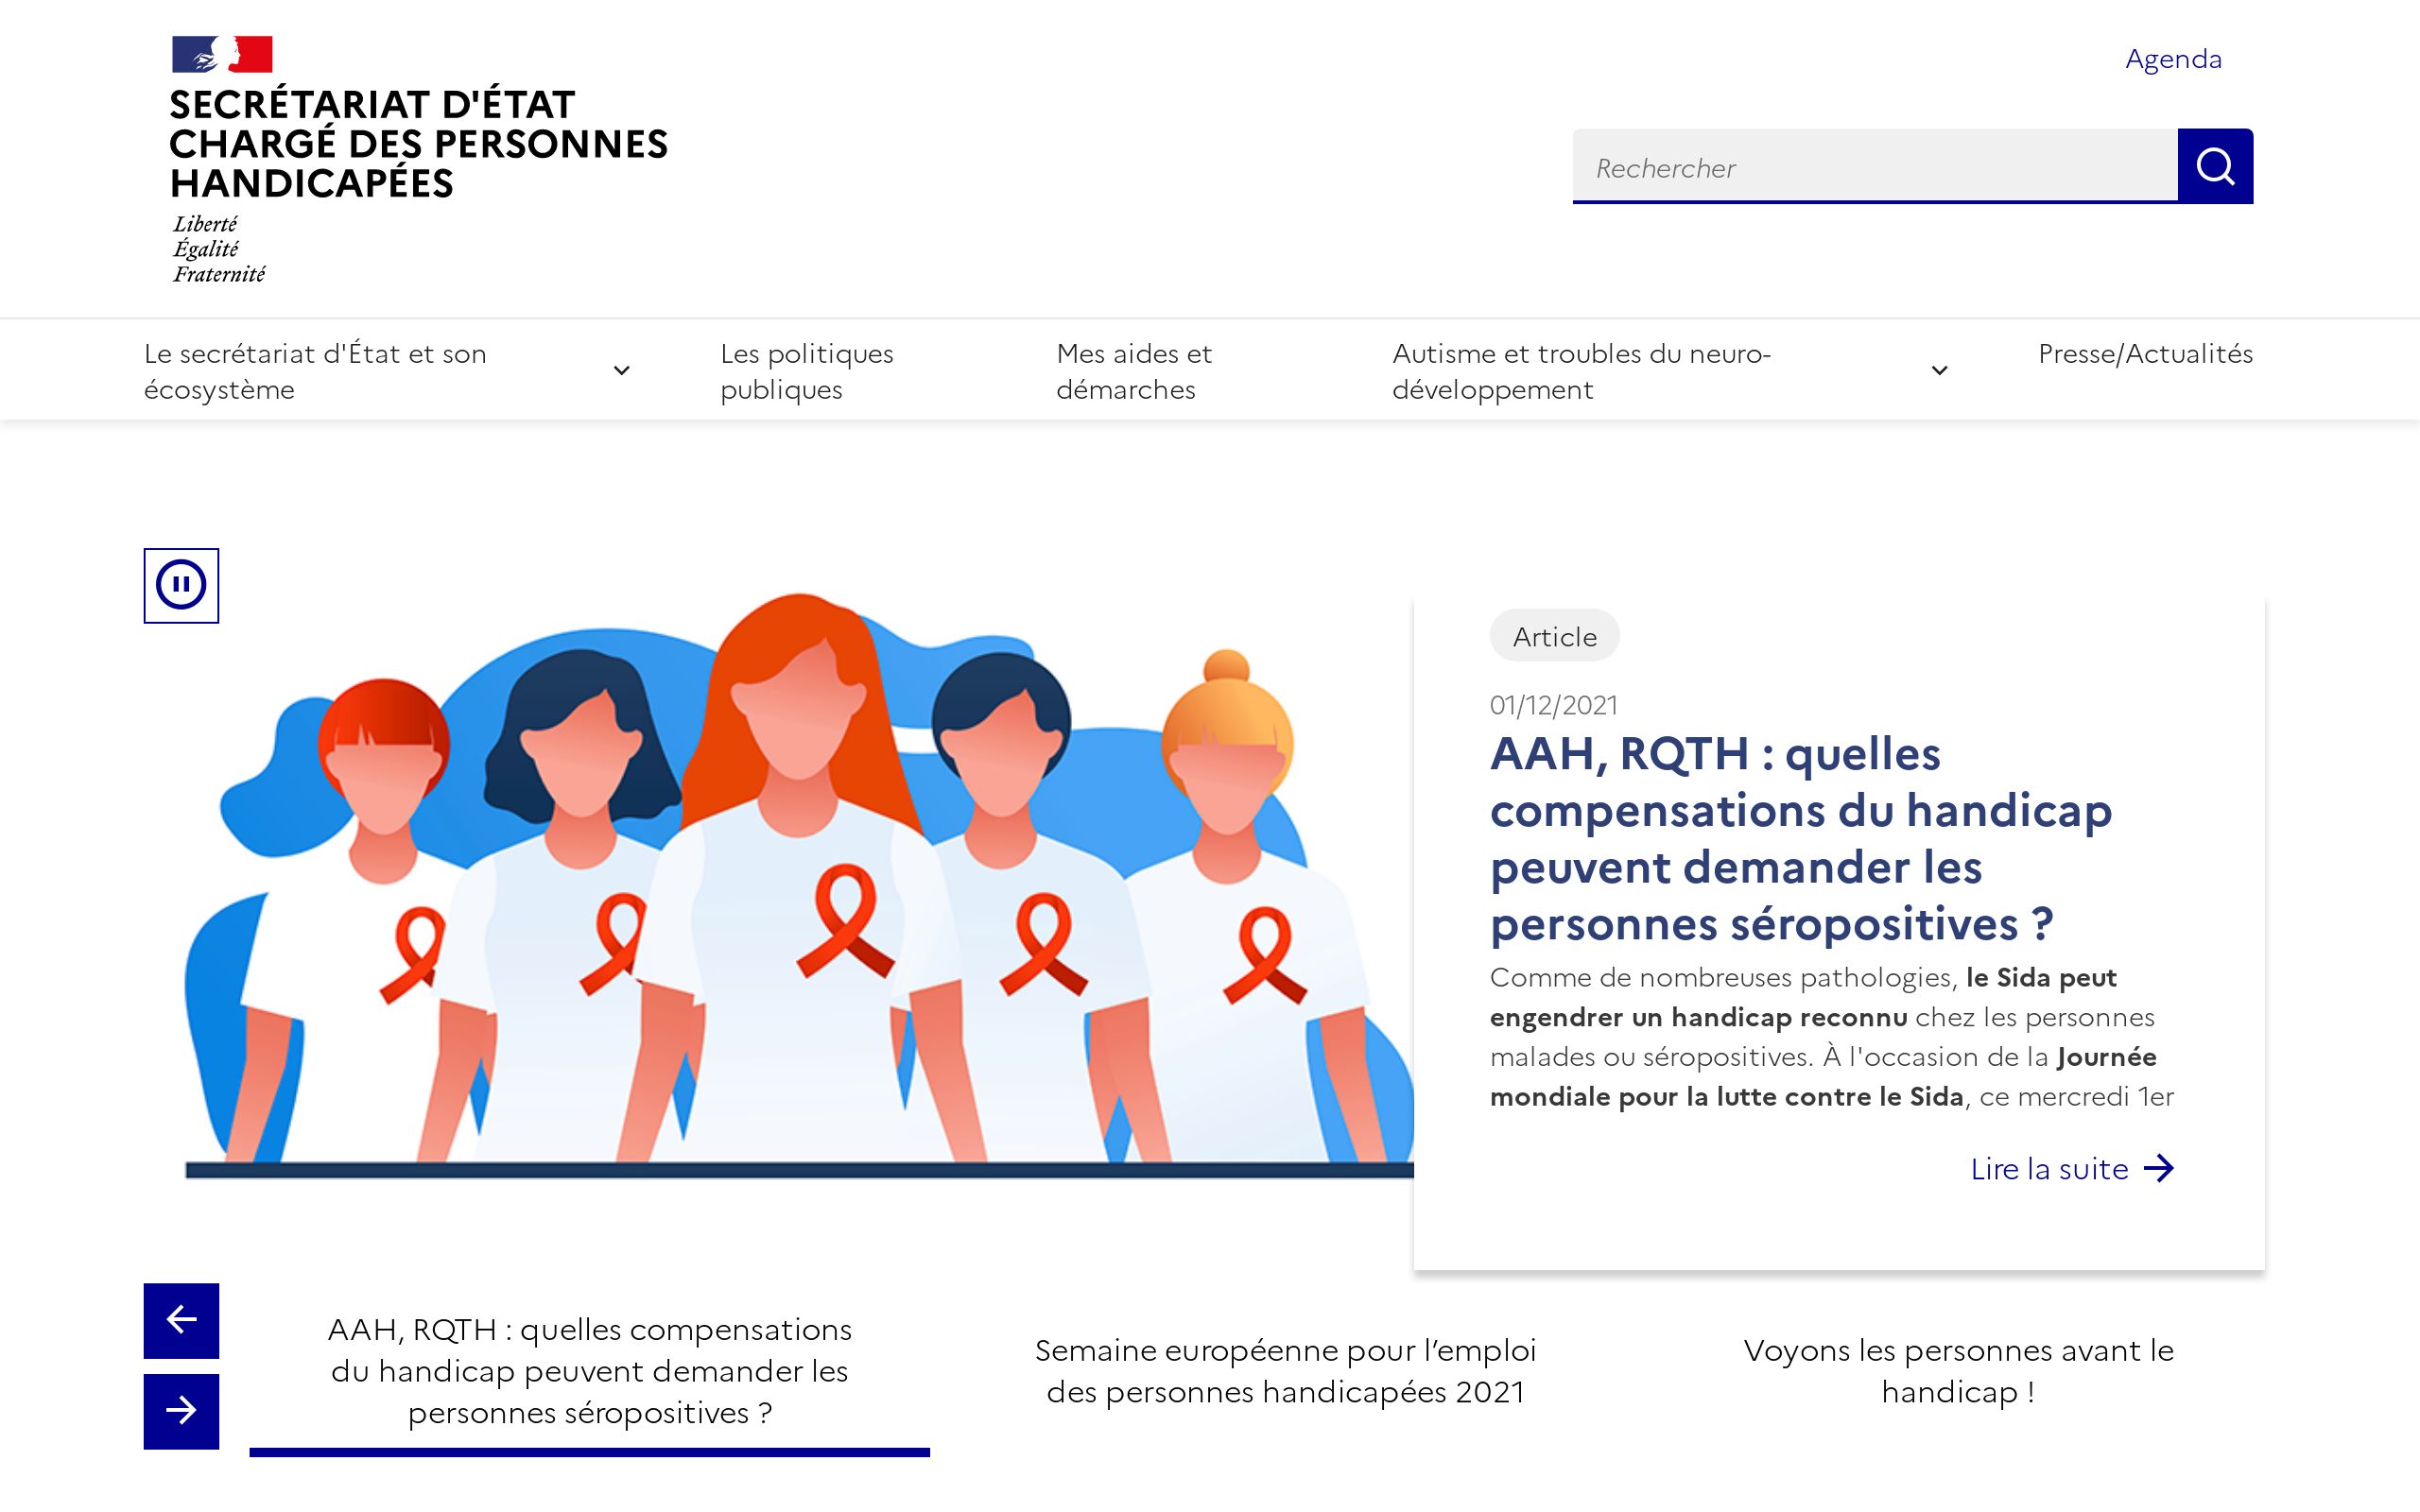 SECRÉTARIAT D'ÉTAT
CHARGÉ DES PERSONNES
HANDICAPÉES
Liberté
Égalité
Fraternité
Agenda
Rechercher
Le secrétariat d'État et son
écosystème
Les politiques
publiques
Mes aides et
démarches
Autisme et troubles du neuro-
développement
Presse/Actualités
Article
01/12/2021
AAH, RQTH : quelles
compensations du handicap
peuvent demander les
personnes séropositives ?
Comme de nombreuses pathologies, le Sida peut
engendrer un handicap reconnu chez les personnes
malades ou séropositives. À l'occasion de la Journée
mondiale pour la lutte contre le Sida, ce mercredi 1er
Lire la suite
AAH, RQTH : quelles compensations
du handicap peuvent demander les
personnes séropositives ?
Semaine européenne pour l’emploi
des personnes handicapées 2021
Voyons les personnes avant le
handicap !